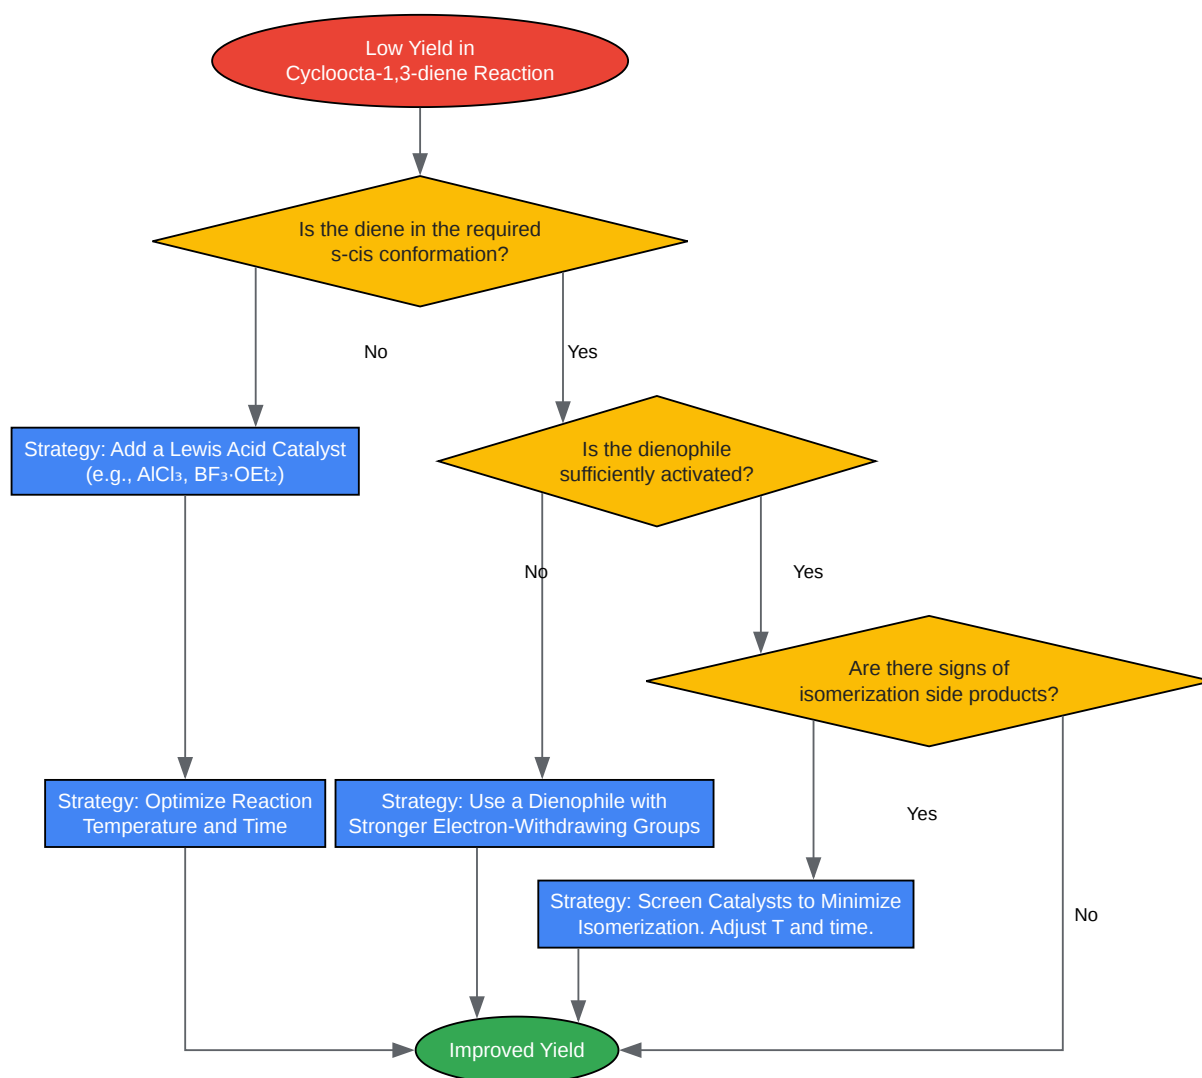 Low Yield in
Cycloocta-1,3-diene Reaction
Is the diene in the required
s-cis conformation?
No
Yes
Strategy: Add a Lewis Acid Catalyst
(e.g., AlCl₃, BF₃·OEt₂)
Is the dienophile
sufficiently activated?
No
Yes
Are there signs of
isomerization side products?
Strategy: Optimize Reaction
Temperature and Time
Strategy: Use a Dienophile with
Stronger Electron-Withdrawing Groups
Yes
Strategy: Screen Catalysts to Minimize
Isomerization. Adjust T and time.
No
Improved Yield